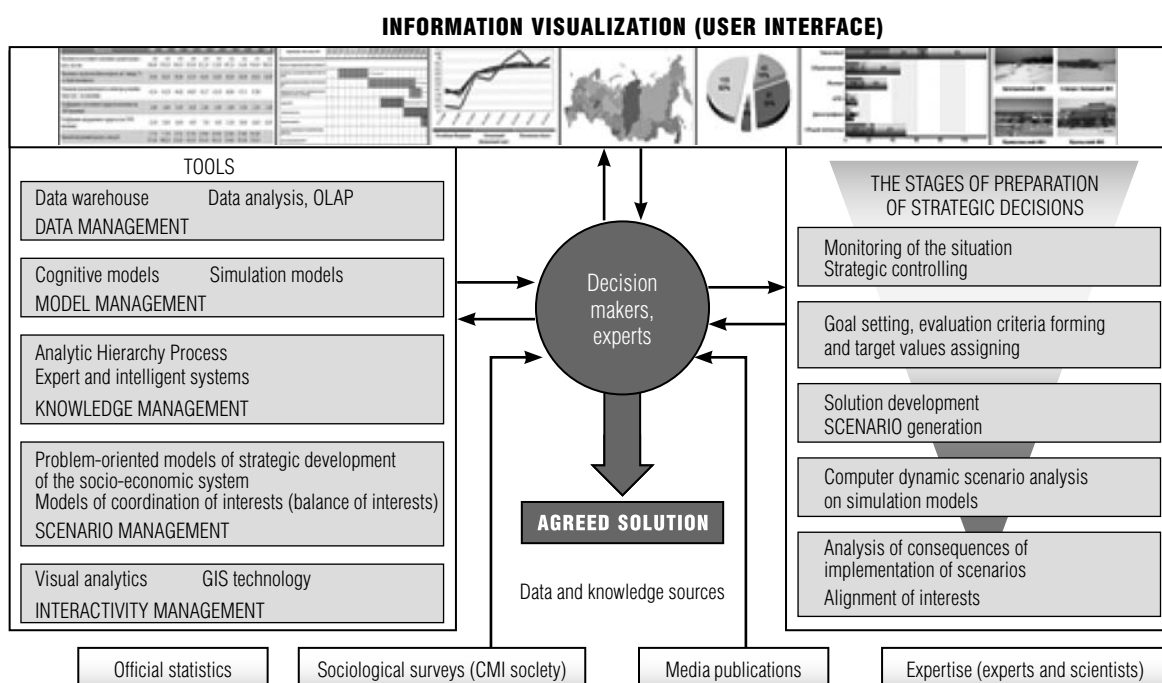 INFORMATION VISUALIZATION (USER INTERFACE)
TOOLS
Data warehouse Data analysis, OLAP
DATA MANAGEMENT
Cognitive models Simulation models
MODEL MANAGEMENT
Analytic Hierarchy Process
Expert and intelligent systems
KNOWLEDGE MANAGEMENT
Problem-oriented models of strategic development
of the socio-economic system
Models of coordination of interests (balance of interests)
SCENARIO MANAGEMENT
Visual analytics GIS technology
INTERACTIVITY MANAGEMENT
Decision
makers,
experts
AGREED SOLUTION
Data and knowledge sources
THE STAGES OF PREPARATION
OF STRATEGIC DECISIONS
Monitoring of the situation
Strategic controlling
Goal setting, evaluation criteria forming
and target values assigning
Solution development
SCENARIO generation
Computer dynamic scenario analysis
on simulation models
Analysis of consequences of
implementation of scenarios
Alignment of interests
Official statistics
Sociological surveys (CMI society)
Media publications
Expertise (experts and scientists)